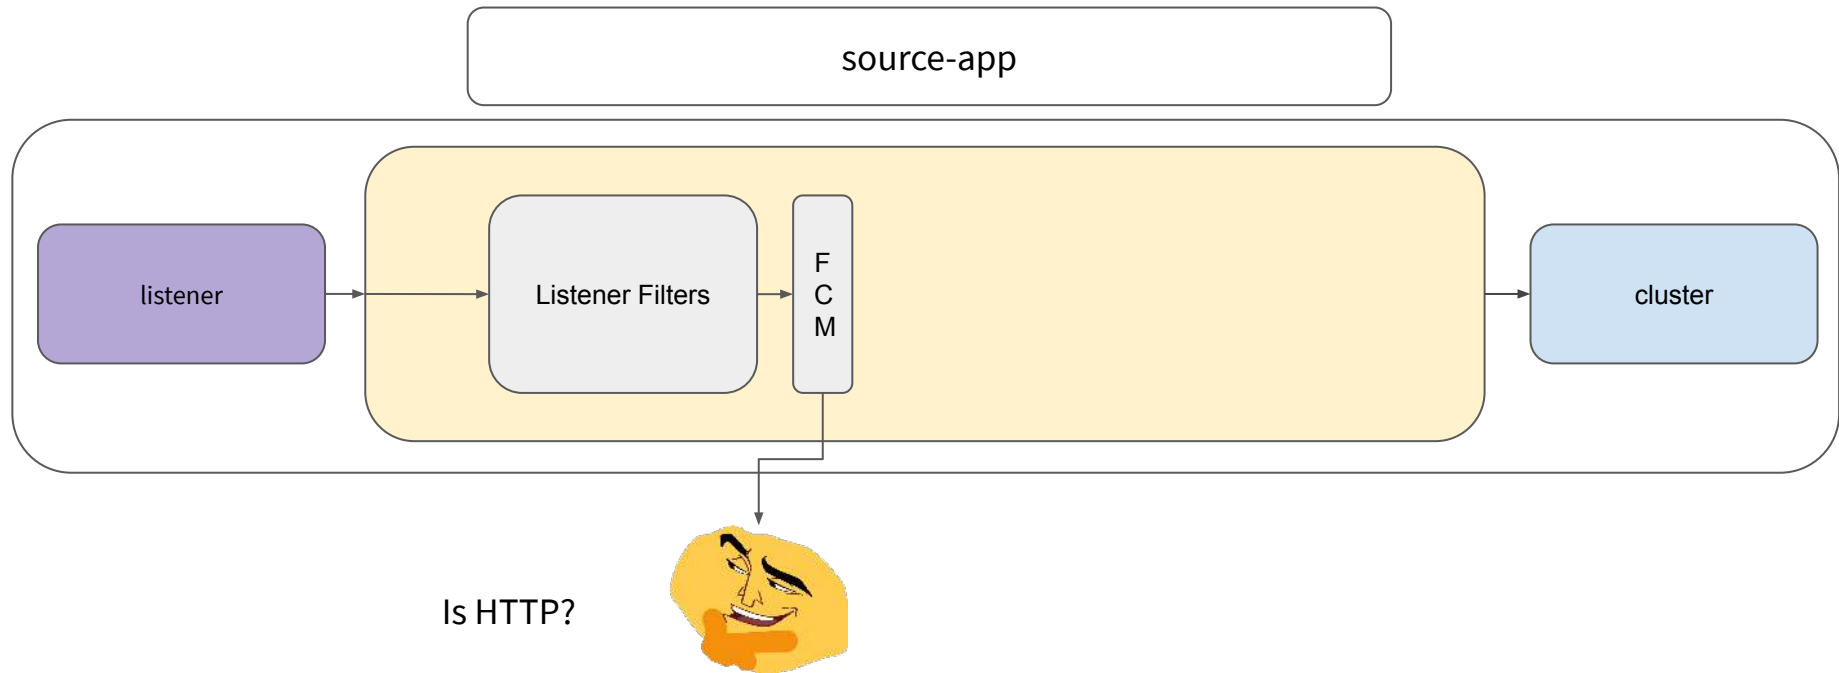 source-app
listener
Listener Filters
F
C
M
cluster
Is HTTP?